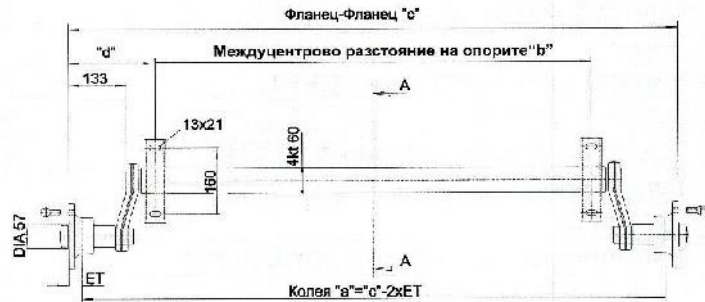 Фланец-Фланец "c"
"d"
Междуцентрово разстояние на опорите "b"
133
A
13x21
4kt 60
160
DIA 57
ET
A
Колея "a"="c"-2xET